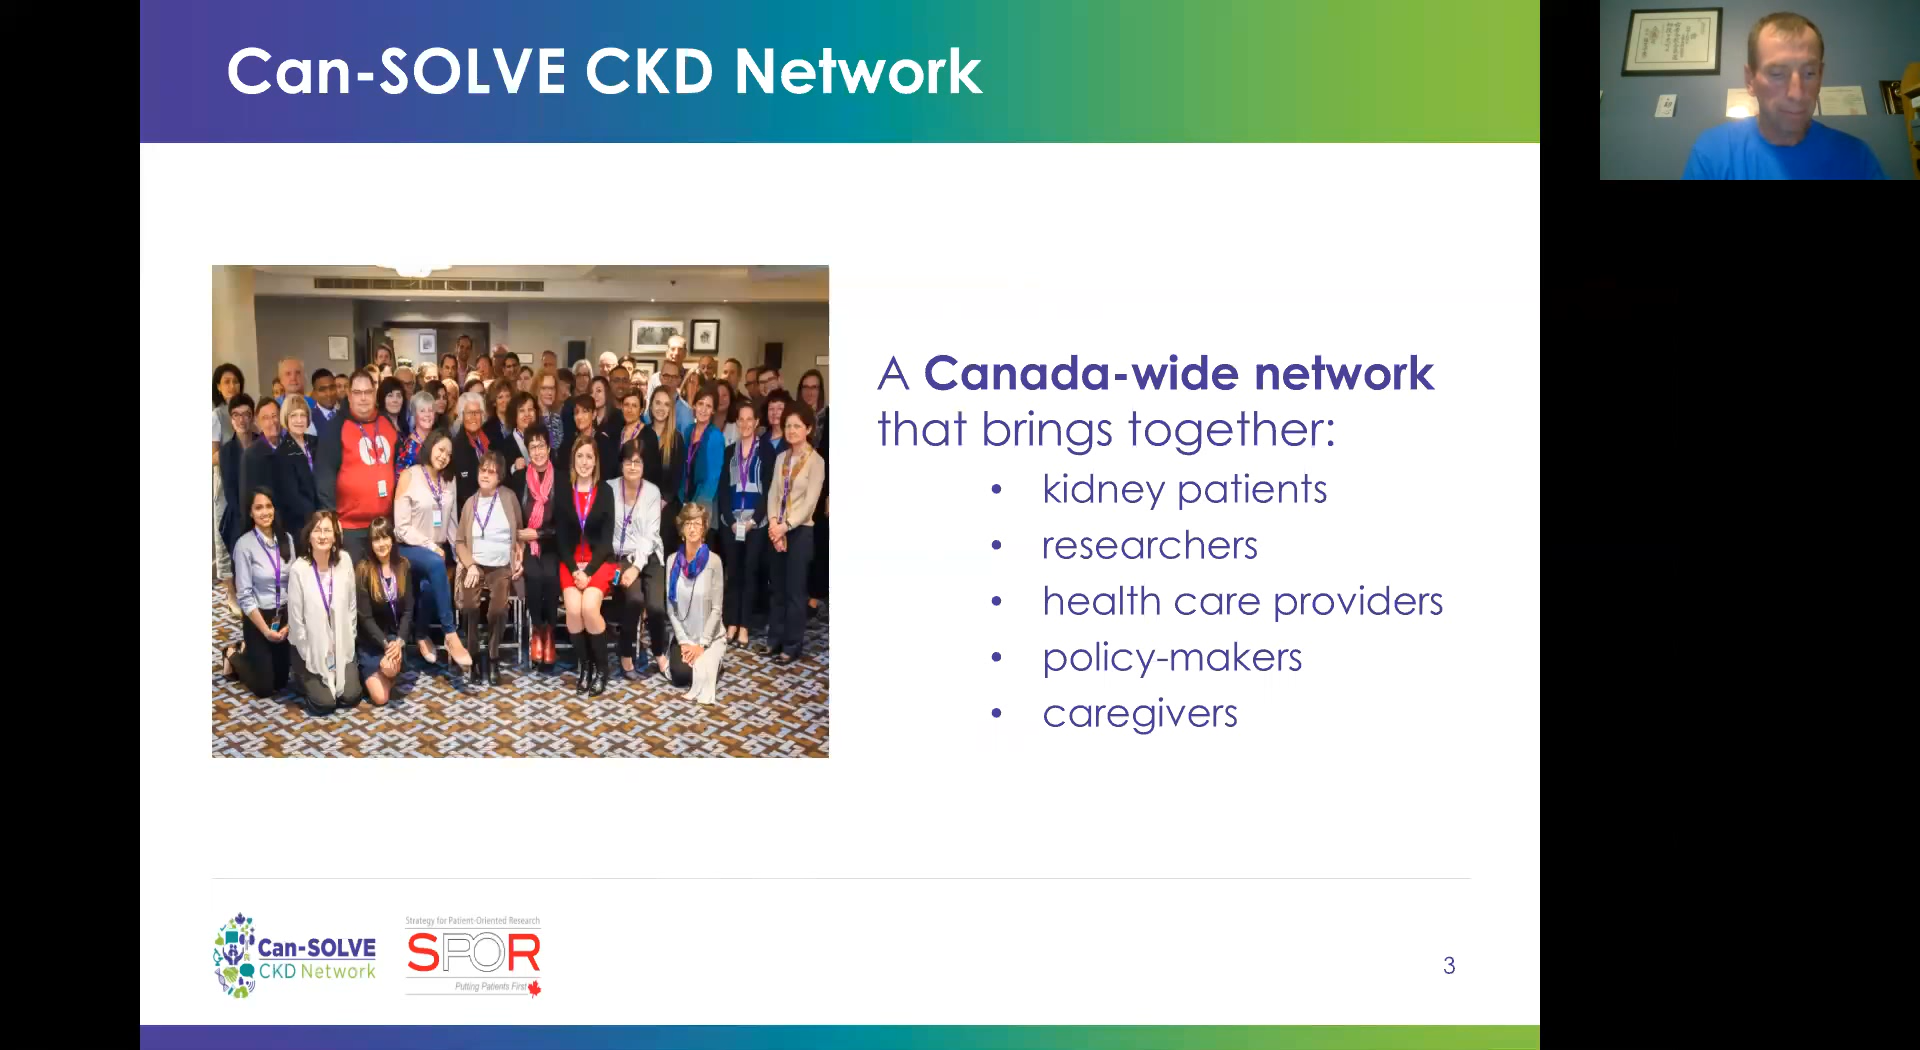 Can-SOLVE CKD Network
A Canada-wide network
that brings together:
• kidney patients
• researchers
• health care providers
• policy-makers
• caregivers
Can-SOLVE
CKD Network
Strategy for Patient-Oriented Research
SPOR
Putting Patients First
3